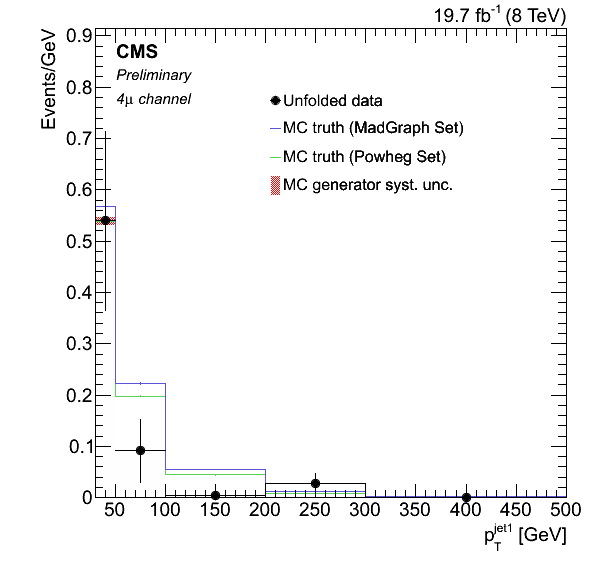 19.7 fb⁻¹ (8 TeV)
Events/GeV
CMS
Preliminary
4μ channel
Unfolded data
MC truth (MadGraph Set)
MC truth (Powheg Set)
MC generator syst. unc.
0.9
0.8
0.7
0.6
0.5
0.4
0.3
0.2
0.1
0
50 100 150 200 250 300 350 400 450 500
p_T^jet1 [GeV]